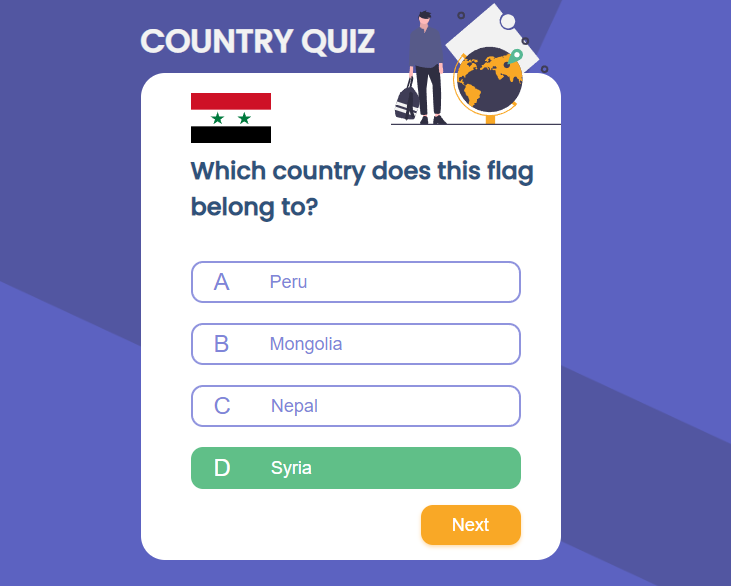 COUNTRY QUIZ
Which country does this flag
belong to?
A Peru
B Mongolia
C Nepal
D Syria
Next